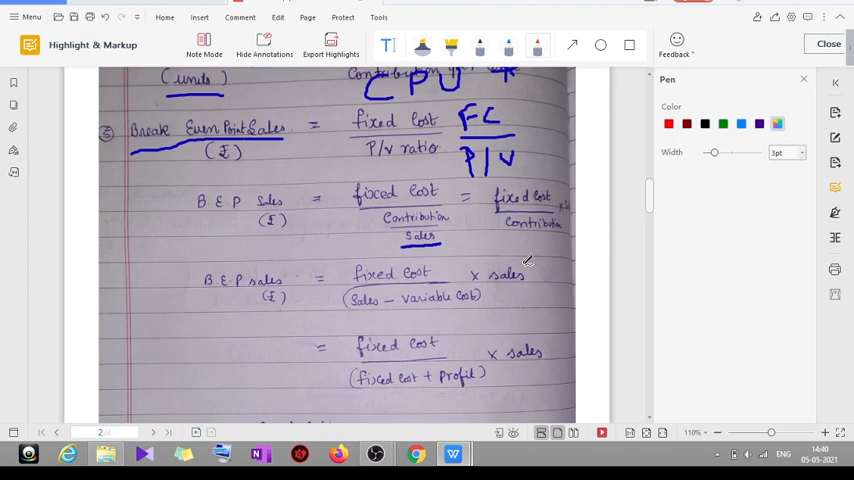 Menu Home Insert Comment Edit Page Protect Tools
Highlight & Markup Note Mode Hide Annotations Export Highlights Feedback Close
(units)
C P U
⑤ Break Even Point Sales = fixed cost FC
(₹) P/v ratio P/V
B.E.P Sales = fixed cost = fixed cost
(₹) Contribution Contribution
Sales
B.E.P sales = fixed cost × sales
(₹) (Sales - variable cost)
= fixed cost × sales
(fixed cost + Profit)
Pen
Color
Width 3pt
110%
ENG 14:40
05-05-2021